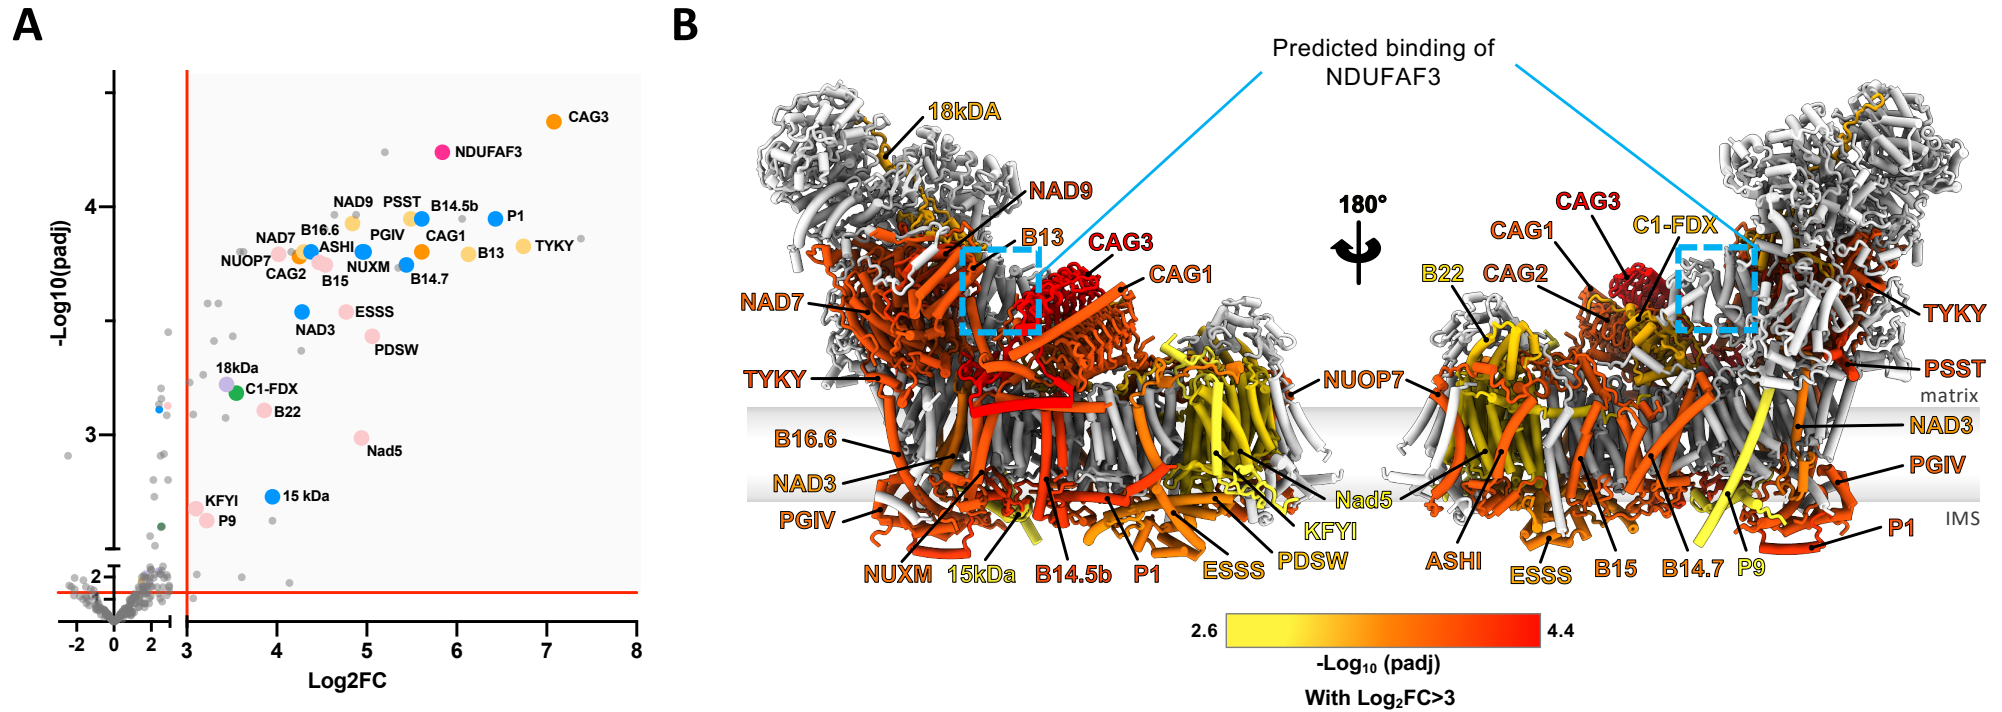 A
B
-Log10(padj)
4
3
2
1
-2
0
2
3
4
5
6
7
8
Log2FC
CAG3
NDUFAF3
NAD9
PSST
B14.5b
P1
B16.6
PGIV
CAG1
NAD7
ASHI
B13
TYKY
NUOP7
CAG2
B15
NUXM
B14.7
NAD3
ESSS
PDSW
18kDa
C1-FDX
B22
Nad5
KFYI
P9
15 kDa
Predicted binding of
NDUFAF3
18kDA
NAD9
B13
CAG3
CAG1
NAD7
TYKY
B16.6
NAD3
PGIV
NUXM
15kDa
B14.5b
P1
ESSS
PDSW
KFYI
Nad5
NUOP7
180°
CAG3
C1-FDX
CAG1
B22
CAG2
TYKY
PSST
matrix
NAD3
PGIV
IMS
P1
ASHI
ESSS
B15
B14.7
P9
2.6
4.4
-Log₁₀ (padj)
With Log₂FC>3